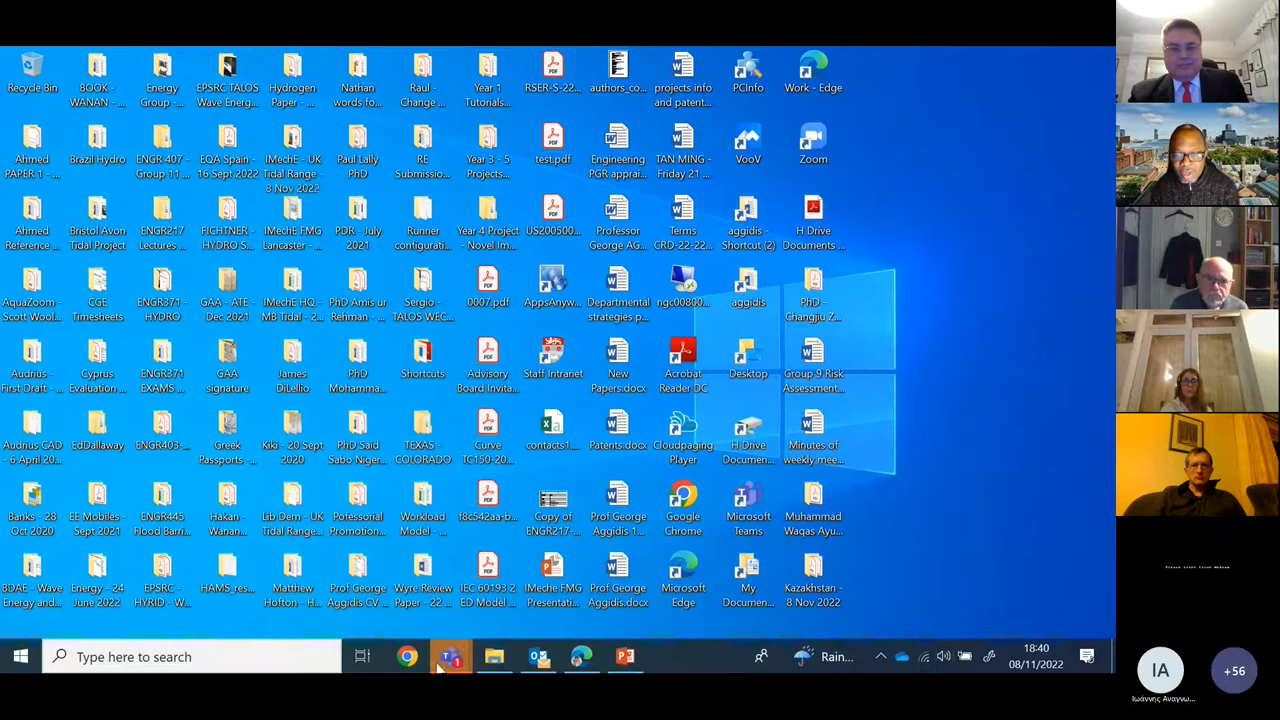 Recycle Bin
BOOK - WANAN - ...
Energy Group -...
EPSRC TALOS Wave Energ...
Hydrogen Paper - ...
Nathan words fo...
Raul - Change ...
Year 1 Tutorials...
RSER-S-22...
authors_co...
projects info and patent...
PCInfo
Work - Edge
Ahmed PAPER 1 - ...
Brazil Hydro
ENGR 407 - Group 11 ...
EQA Spain - 16 Sept 2022
IMechE - UK Tidal Range - 8 Nov 2022
Paul Lally PhD
RE Submissio...
Year 3 - 5 Projects...
test.pdf
Engineering PGR apprai...
TAN MING - Friday 21 ...
VooV
Zoom
Ahmed Reference ...
Bristol Avon Tidal Project
ENGR217 Lectures ...
FICHTNER - HYDRO S...
IMechE FMG Lancaster - ...
PDR - July 2021
Runner configurati...
Year 4 Project - Novel Im...
US200500...
Professor George AG...
Terms CRD-22-22...
aggidis - Shortcut (2)
H Drive Documents ...
AquaZoom - Scott Wool...
CGE Timesheets
ENGR371 - HYDRO
GAA - ATE - Dec 2021
IMechE HQ - MB Tidal - 2...
PhD Amis ur Rehman - ...
Sergio - TALOS WEC...
0007.pdf
AppsAnyw...
Departmental strategies p...
ngc00800...
aggidis
PhD - Changjiu Z...
Audrius - First Draft - ...
Cyprus Evaluation ...
ENGR371 EXAMS ...
GAA signature
James DiLellio
PhD Mohamma...
Shortcuts
Advisory Board Invita...
Staff Intranet
New Papers.docx
Acrobat Reader DC
Desktop
Group 9 Risk Assessment...
Audrius CAD - 6 April 20...
EdDallaway
ENGR403-...
Greek Passports -...
Kiki - 20 Sept 2020
PhD Said Sabo Niger...
TEXAS - COLORADO
Curve TC150-20...
contacts1...
Patents.docx
Cloudpaging Player
H Drive Documen...
Minutes of weekly mee...
Banks - 28 Oct 2020
EE Mobiles - Sept 2021
ENGR445 Flood Barri...
Hakan - Wanan...
Lib Dem - UK Tidal Range...
Pofessorial Promotion...
Workload Model - ...
f8c542aa-b...
Copy of ENGR217-...
Prof George Aggidis 1...
Google Chrome
Microsoft Teams
Muhammad Waqas Ayu...
BDAE - Wave Energy and...
Energy - 24 June 2022
EPSRC - HYRID - W...
HAMS_res...
Matthew Hofton - H...
Prof George Aggidis CV ...
Wyre Review Paper - 22 ...
IEC 60193 2 ED Model ...
IMeche FMG Presentati...
Prof George Aggidis.docx
Microsoft Edge
My Documen...
Kazakhstan - 8 Nov 2022
Type here to search
1
Rain...
18:40
08/11/2022
IA
+56
Ιωάννης Αναγνω...